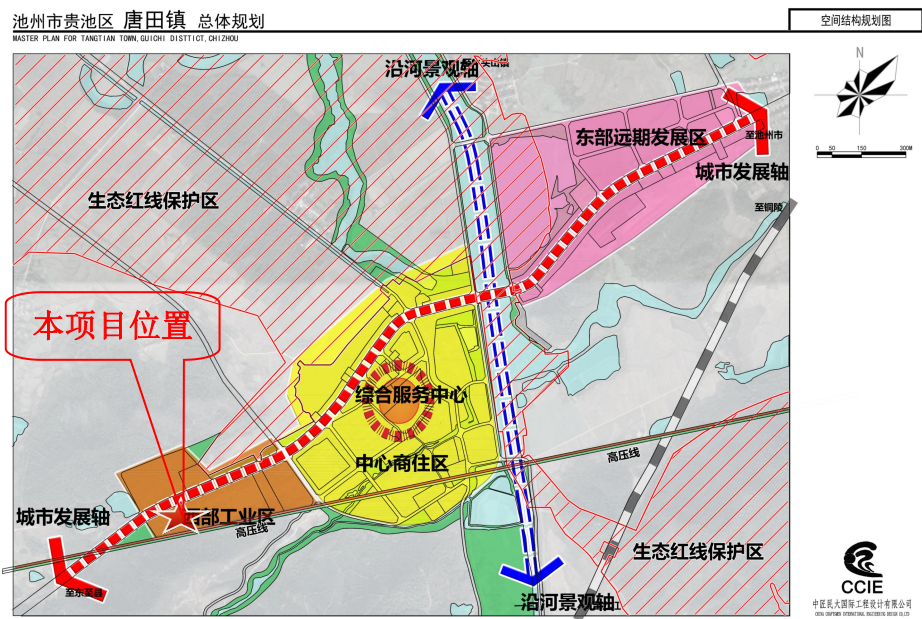 池州市贵池区 唐田镇 总体规划
MASTER PLAN FOR TANGTIAN TOWN, GUICHI DISTTICT, CHIZHOU
空间结构规划图
N
0 50 150 300M
沿河景观轴
东部远期发展区
至池州市
城市发展轴
生态红线保护区
至铜陵
本项目位置
综合服务中心
中心商住区
高压线
城市发展轴
西部工业区
高压线
生态红线保护区
沿河景观轴
CCIE
中匠民大国际工程设计有限公司